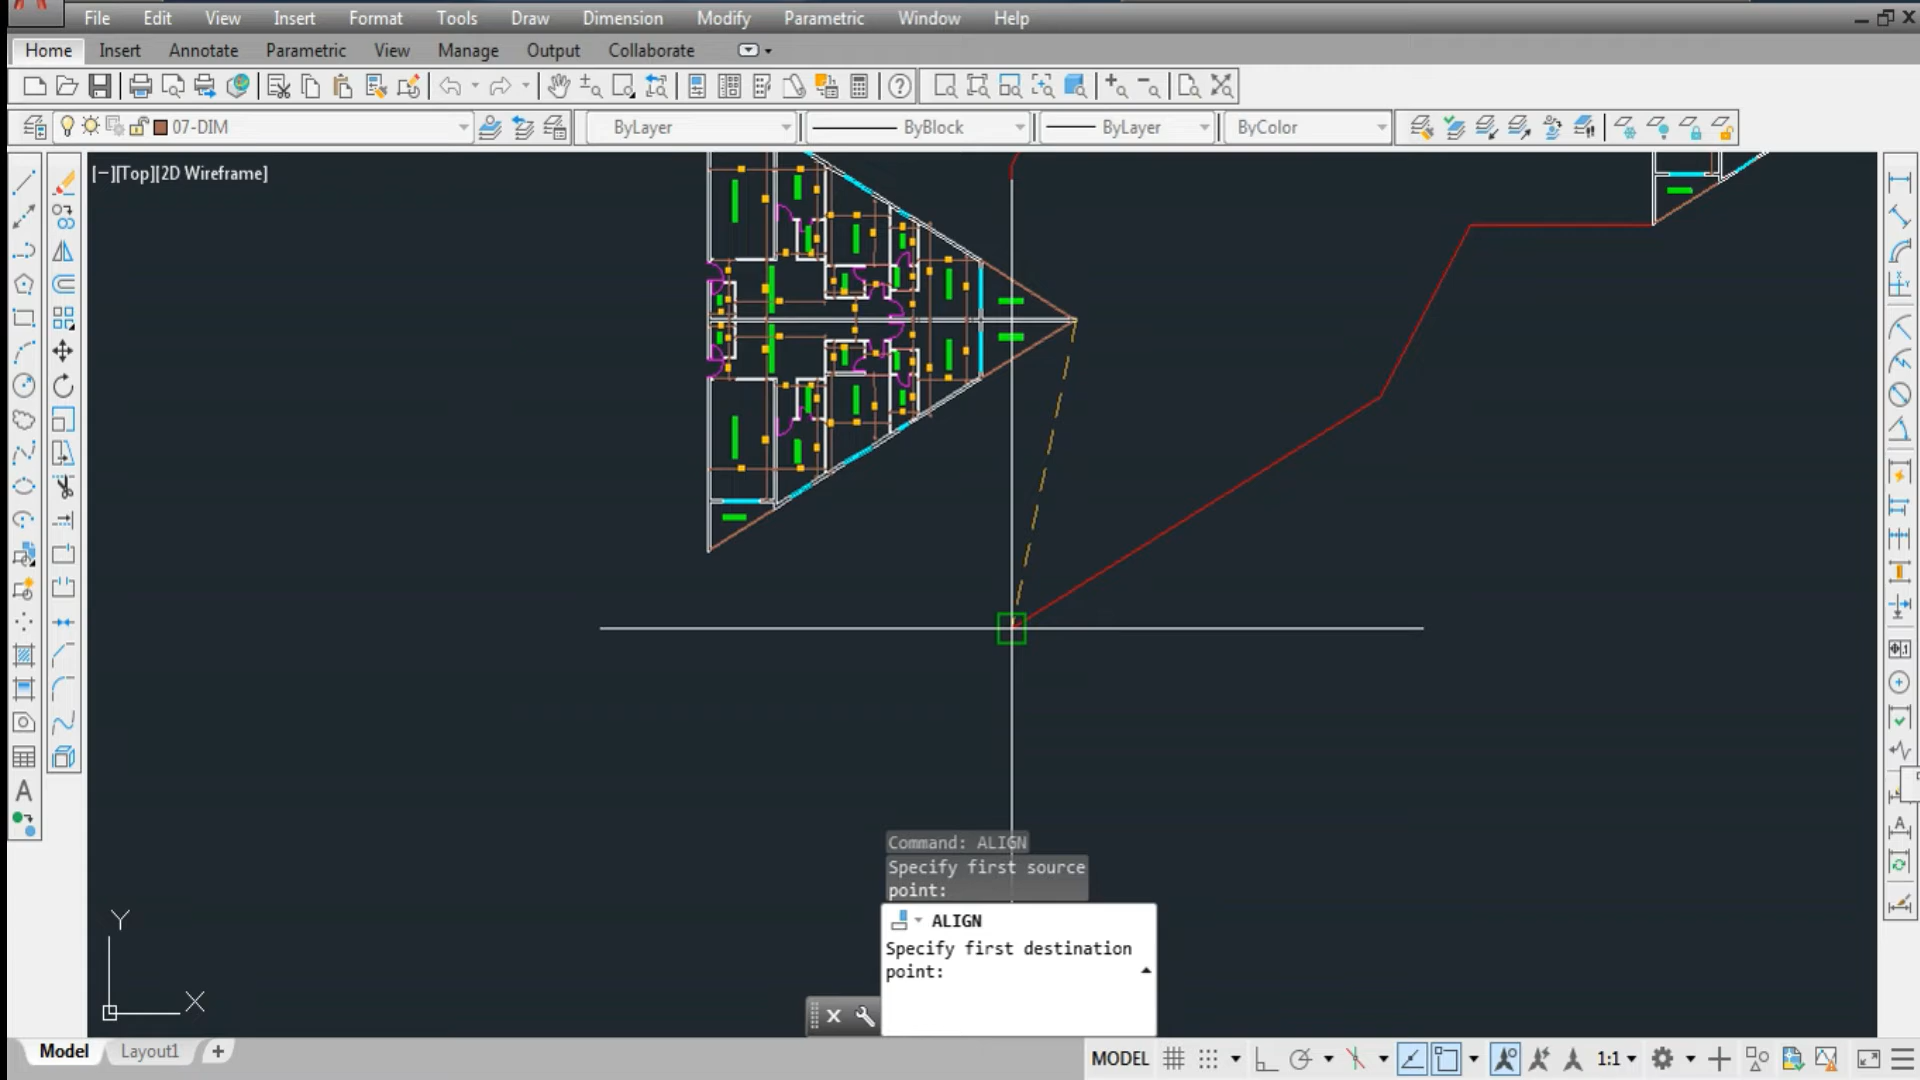 File Edit View Insert Format Tools Draw Dimension Modify Parametric Window Help
Home Insert Annotate Parametric View Manage Output Collaborate
07-DIM ByLayer ByBlock ByLayer ByColor
[−][Top][2D Wireframe]
Command: ALIGN
Specify first source
point:
ALIGN
Specify first destination
point:
Y
X
Model Layout1 +
MODEL 1:1